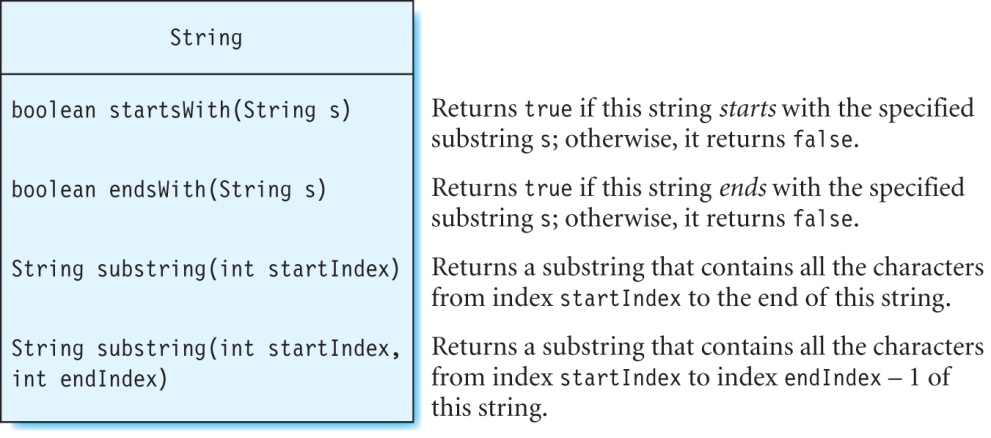 String
boolean startsWith(String s)
Returns true if this string starts with the specified
substring s; otherwise, it returns false.
boolean endsWith(String s)
Returns true if this string ends with the specified
substring s; otherwise, it returns false.
String substring(int startIndex)
Returns a substring that contains all the characters
from index startIndex to the end of this string.
String substring(int startIndex,
int endIndex)
Returns a substring that contains all the characters
from index startIndex to index endIndex – 1 of
this string.